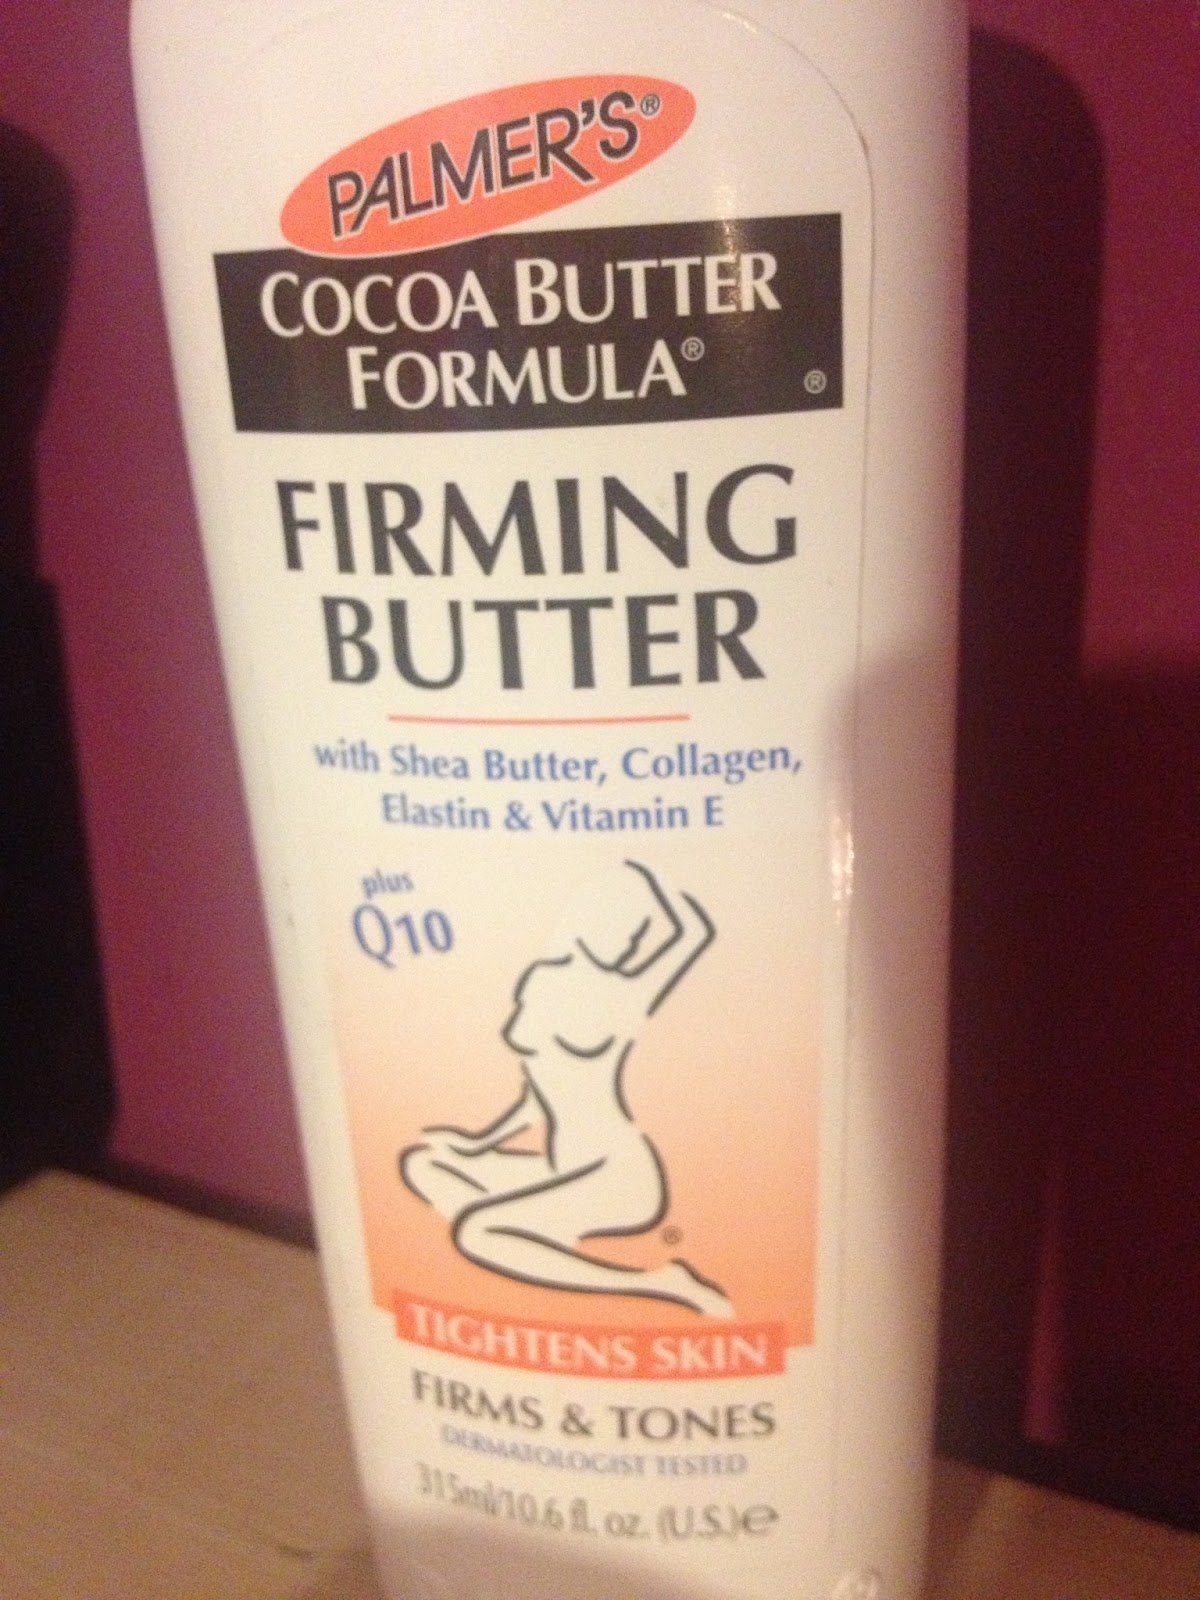 PALMER'S®
COCOA BUTTER
FORMULA®
®
FIRMING
BUTTER
with Shea Butter, Collagen,
Elastin & Vitamin E
plus
Q10
®
TIGHTENS SKIN
FIRMS & TONES
DERMATOLOGIST TESTED
315ml/10.6 fl. oz. (U.S.)℮